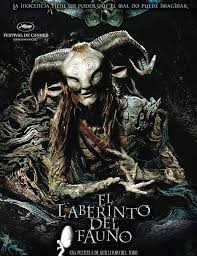 LA INOCENCIA TIENE UN PODER QUE EL MAL NO PUEDE IMAGINAR
FESTIVAL DE CANNES
EL
LABERINTO
DEL
FAUNO
UNA PELICULA DE GUILLERMO DEL TORO